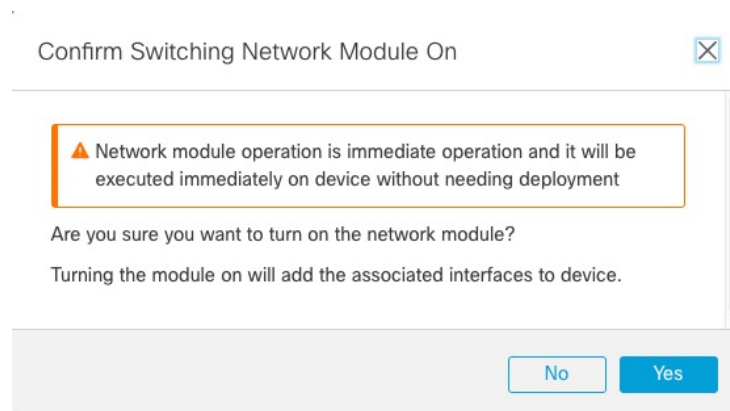 Confirm Switching Network Module On
Network module operation is immediate operation and it will be
executed immediately on device without needing deployment
Are you sure you want to turn on the network module?
Turning the module on will add the associated interfaces to device.
No
Yes